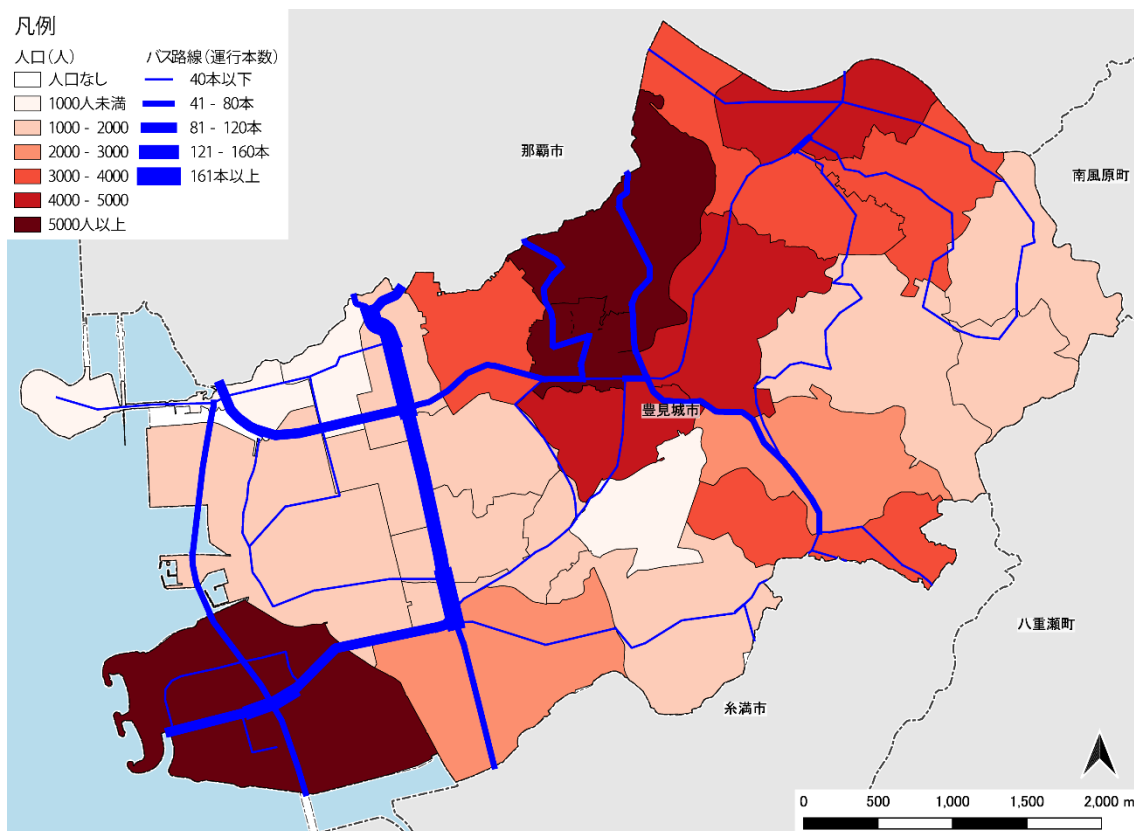 凡例
人口(人)
人口なし
1000人未満
1000 - 2000
2000 - 3000
3000 - 4000
4000 - 5000
5000人以上
バス路線(運行本数)
40本以下
41 - 80本
81 - 120本
121 - 160本
161本以上
那覇市
南風原町
豊見城市
八重瀬町
糸満市
0 500 1,000 1,500 2,000 m